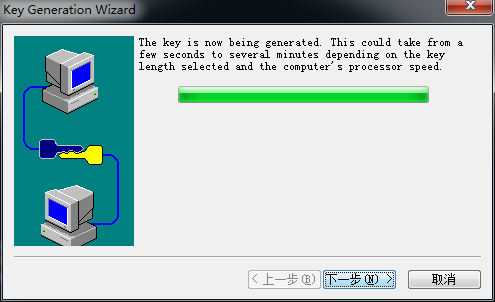 Key Generation Wizard
The key is now being generated. This could take from a
few seconds to several minutes depending on the key
length selected and the computer's processor speed.
< 上一步(B) 下一步(N) > 取消